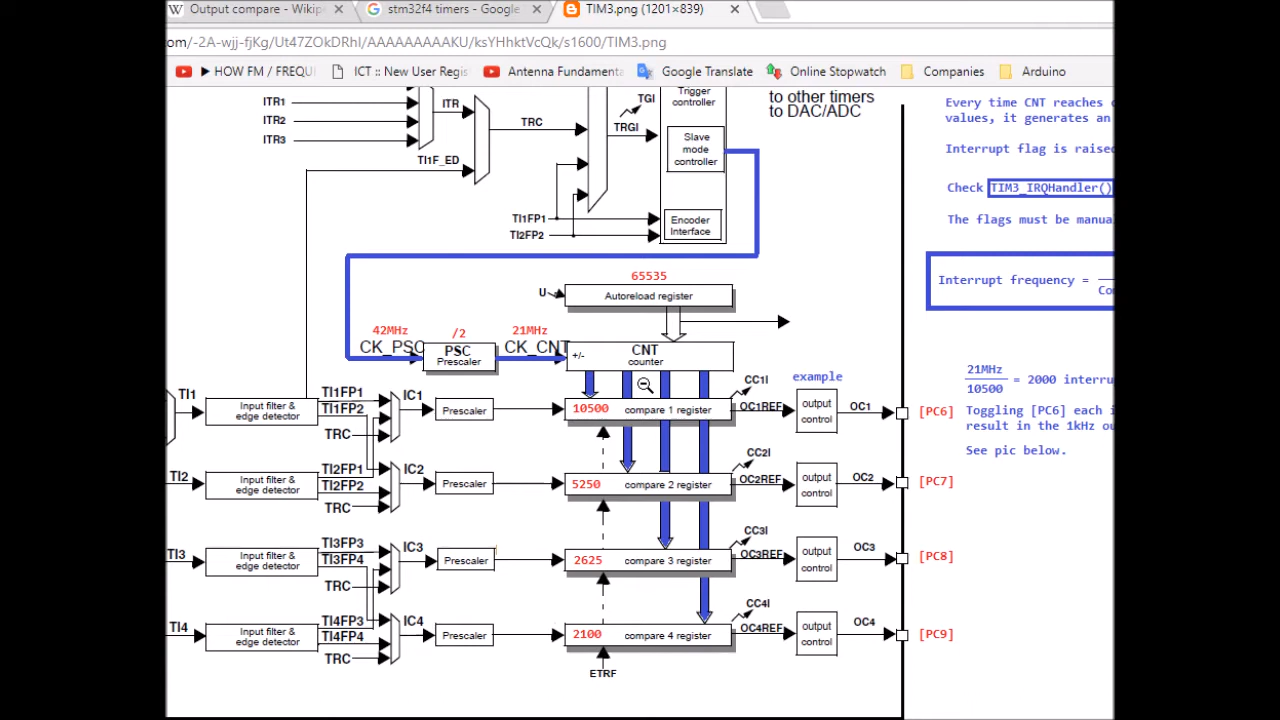 Output compare - Wikip
stm32f4 timers - Google
TIM3.png (1201×839)
om/-2A-wjj-fjKg/Ut47ZOkDRhI/AAAAAAAAAKU/ksYHhktVcQk/s1600/TIM3.png
▶ HOW FM / FREQU
ICT :: New User Regis
Antenna Fundamenta
Google Translate
Online Stopwatch
Companies
Arduino
Trigger
controller
TGI
to other timers
to DAC/ADC
ITR1
ITR2
ITR3
ITR
TRC
TRGI
TI1F_ED
Slave
mode
controller
TI1FP1
TI2FP2
Encoder
Interface
Every time CNT reaches
values, it generates an
Interrupt flag is raised
Check TIM3_IRQHandler()
The flags must be manua
Interrupt frequency =
Co
65535
U
Autoreload register
42MHz
/2
21MHz
CK_PSC
PSC
Prescaler
CK_CNT
+/-
CNT
counter
21MHz
10500
= 2000 interru
Toggling [PC6] each i
result in the 1kHz ou
See pic below.
TI1
Input filter &
edge detector
TI1FP1
TI1FP2
TRC
IC1
Prescaler
10500
compare 1 register
CC1I
OC1REF
example
output
control
OC1
[PC6]
TI2
Input filter &
edge detector
TI2FP1
TI2FP2
TRC
IC2
Prescaler
5250
compare 2 register
CC2I
OC2REF
output
control
OC2
[PC7]
TI3
Input filter &
edge detector
TI3FP3
TI3FP4
TRC
IC3
Prescaler
2625
compare 3 register
CC3I
OC3REF
output
control
OC3
[PC8]
TI4
Input filter &
edge detector
TI4FP3
TI4FP4
TRC
IC4
Prescaler
2100
compare 4 register
CC4I
OC4REF
output
control
OC4
[PC9]
ETRF